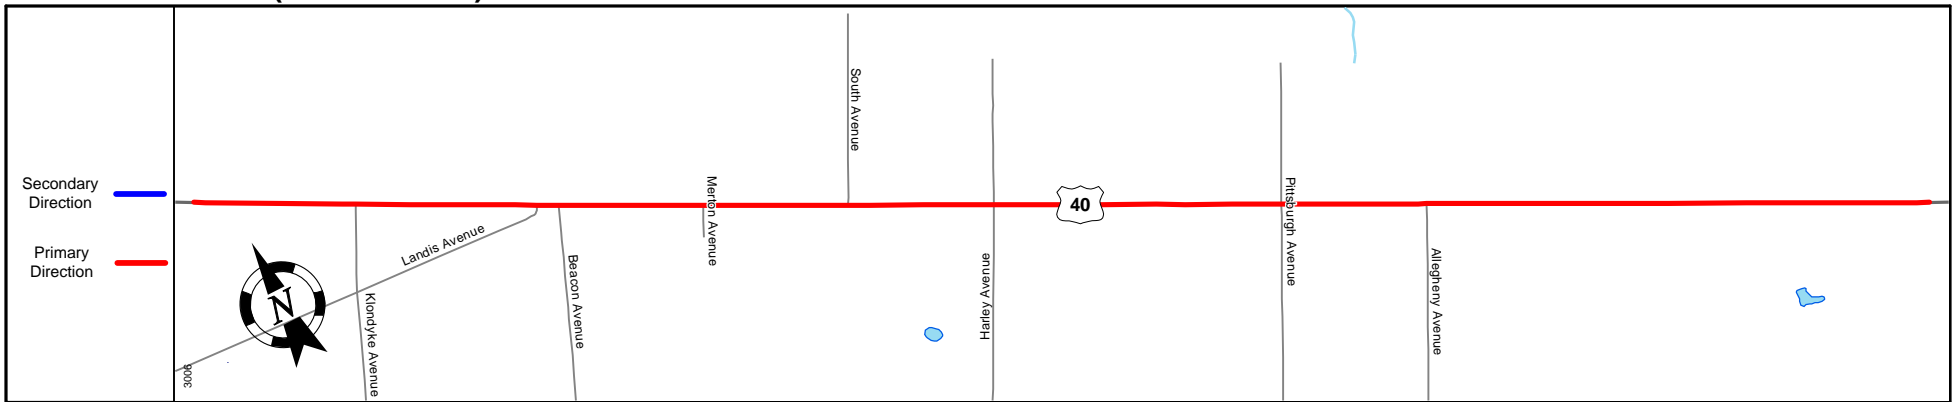 Secondary
Direction
Primary
Direction
South Avenue
Merton Avenue
40
Pittsburgh Avenue
Landis Avenue
Beacon Avenue
Harley Avenue
Allegheny Avenue
Klondyke Avenue
N
3006